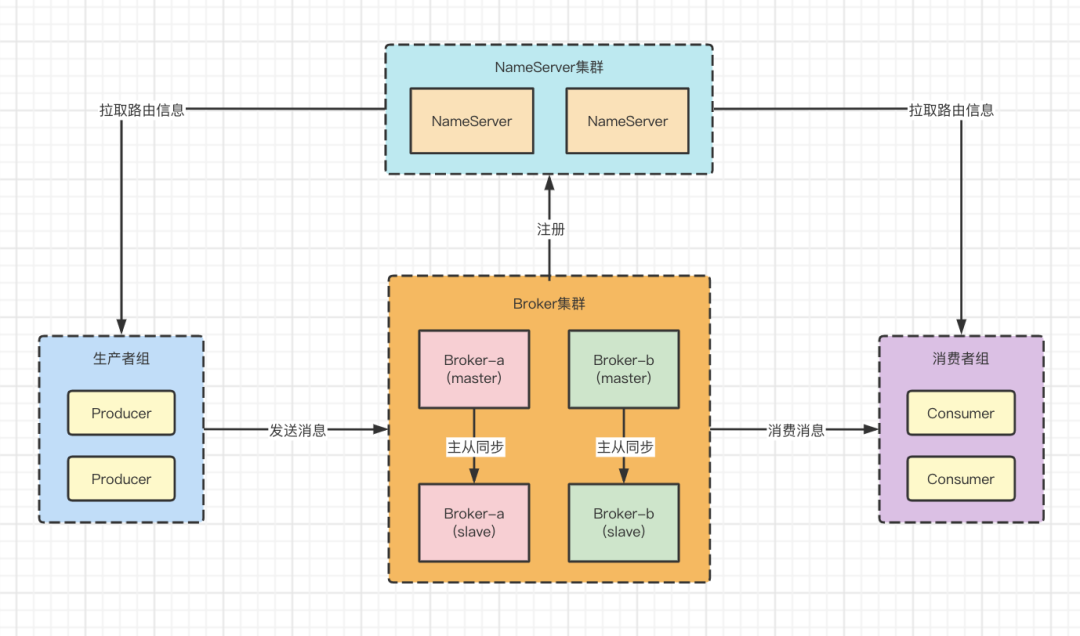 NameServer集群
NameServer
NameServer
拉取路由信息
拉取路由信息
注册
Broker集群
Broker-a
(master)
Broker-b
(master)
主从同步
主从同步
Broker-a
(slave)
Broker-b
(slave)
生产者组
Producer
Producer
发送消息
消费消息
消费者组
Consumer
Consumer